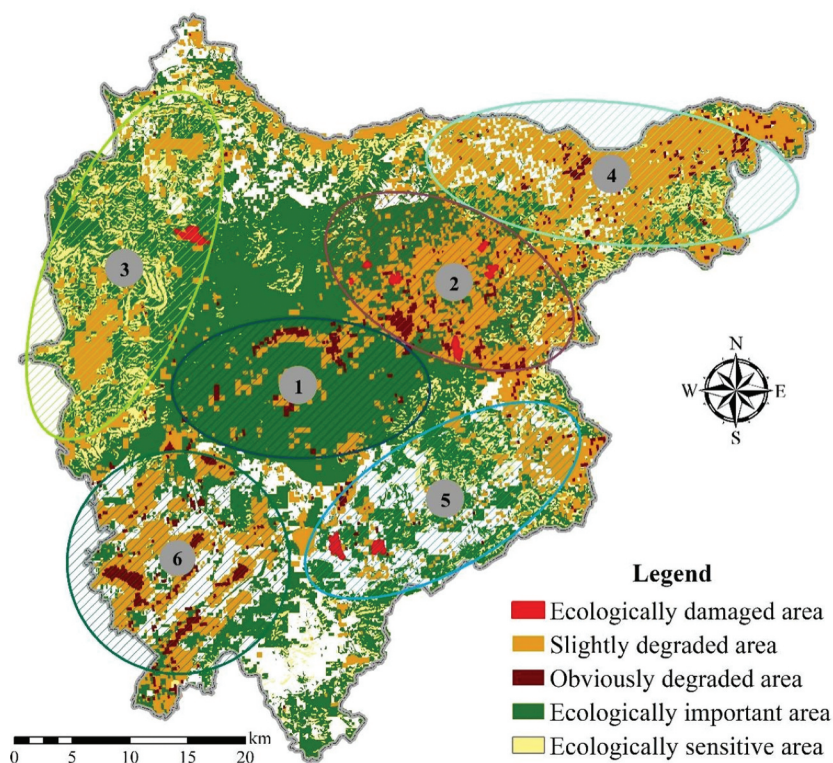 4
3
2
1
5
6
N
W E
S
Legend
Ecologically damaged area
Slightly degraded area
Obviously degraded area
Ecologically important area
Ecologically sensitive area
km
0 5 10 15 20